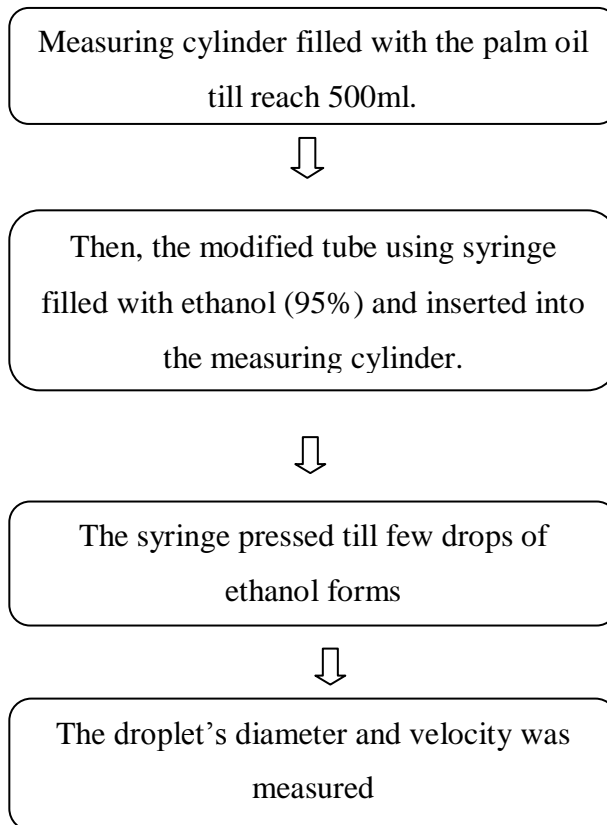 Measuring cylinder filled with the palm oil
till reach 500ml.
Then, the modified tube using syringe
filled with ethanol (95%) and inserted into
the measuring cylinder.
The syringe pressed till few drops of
ethanol forms
The droplet’s diameter and velocity was
measured